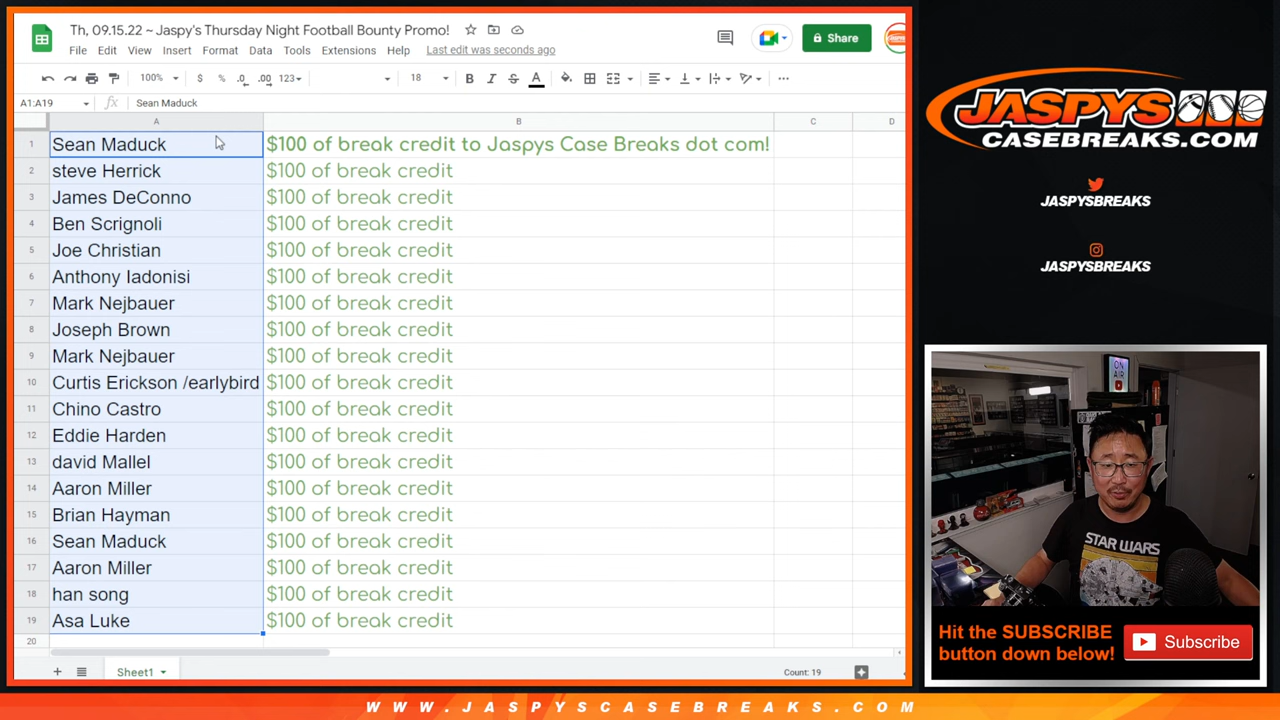 Th, 09.15.22 ~ Jaspy's Thursday Night Football Bounty Promo!
File Edit View Insert Format Data Tools Extensions Help Last edit was seconds ago
Share
100% $ % .0 .00 123 18 B I S A
A1:A19 fx Sean Maduck
A B C D
1 Sean Maduck $100 of break credit to Jaspys Case Breaks dot com!
2 steve Herrick $100 of break credit
3 James DeConno $100 of break credit
4 Ben Scrignoli $100 of break credit
5 Joe Christian $100 of break credit
6 Anthony Iadonisi $100 of break credit
7 Mark Nejbauer $100 of break credit
8 Joseph Brown $100 of break credit
9 Mark Nejbauer $100 of break credit
10 Curtis Erickson /earlybird $100 of break credit
11 Chino Castro $100 of break credit
12 Eddie Harden $100 of break credit
13 david Mallel $100 of break credit
14 Aaron Miller $100 of break credit
15 Brian Hayman $100 of break credit
16 Sean Maduck $100 of break credit
17 Aaron Miller $100 of break credit
18 han song $100 of break credit
19 Asa Luke $100 of break credit
20
Sheet1
Count: 19
JASPYS
CASEBREAKS.COM
JASPYSBREAKS
JASPYSBREAKS
ON
AIR
STAR WARS
Hit the SUBSCRIBE
button down below!
Subscribe
WWW.JASPYSCASEBREAKS.COM